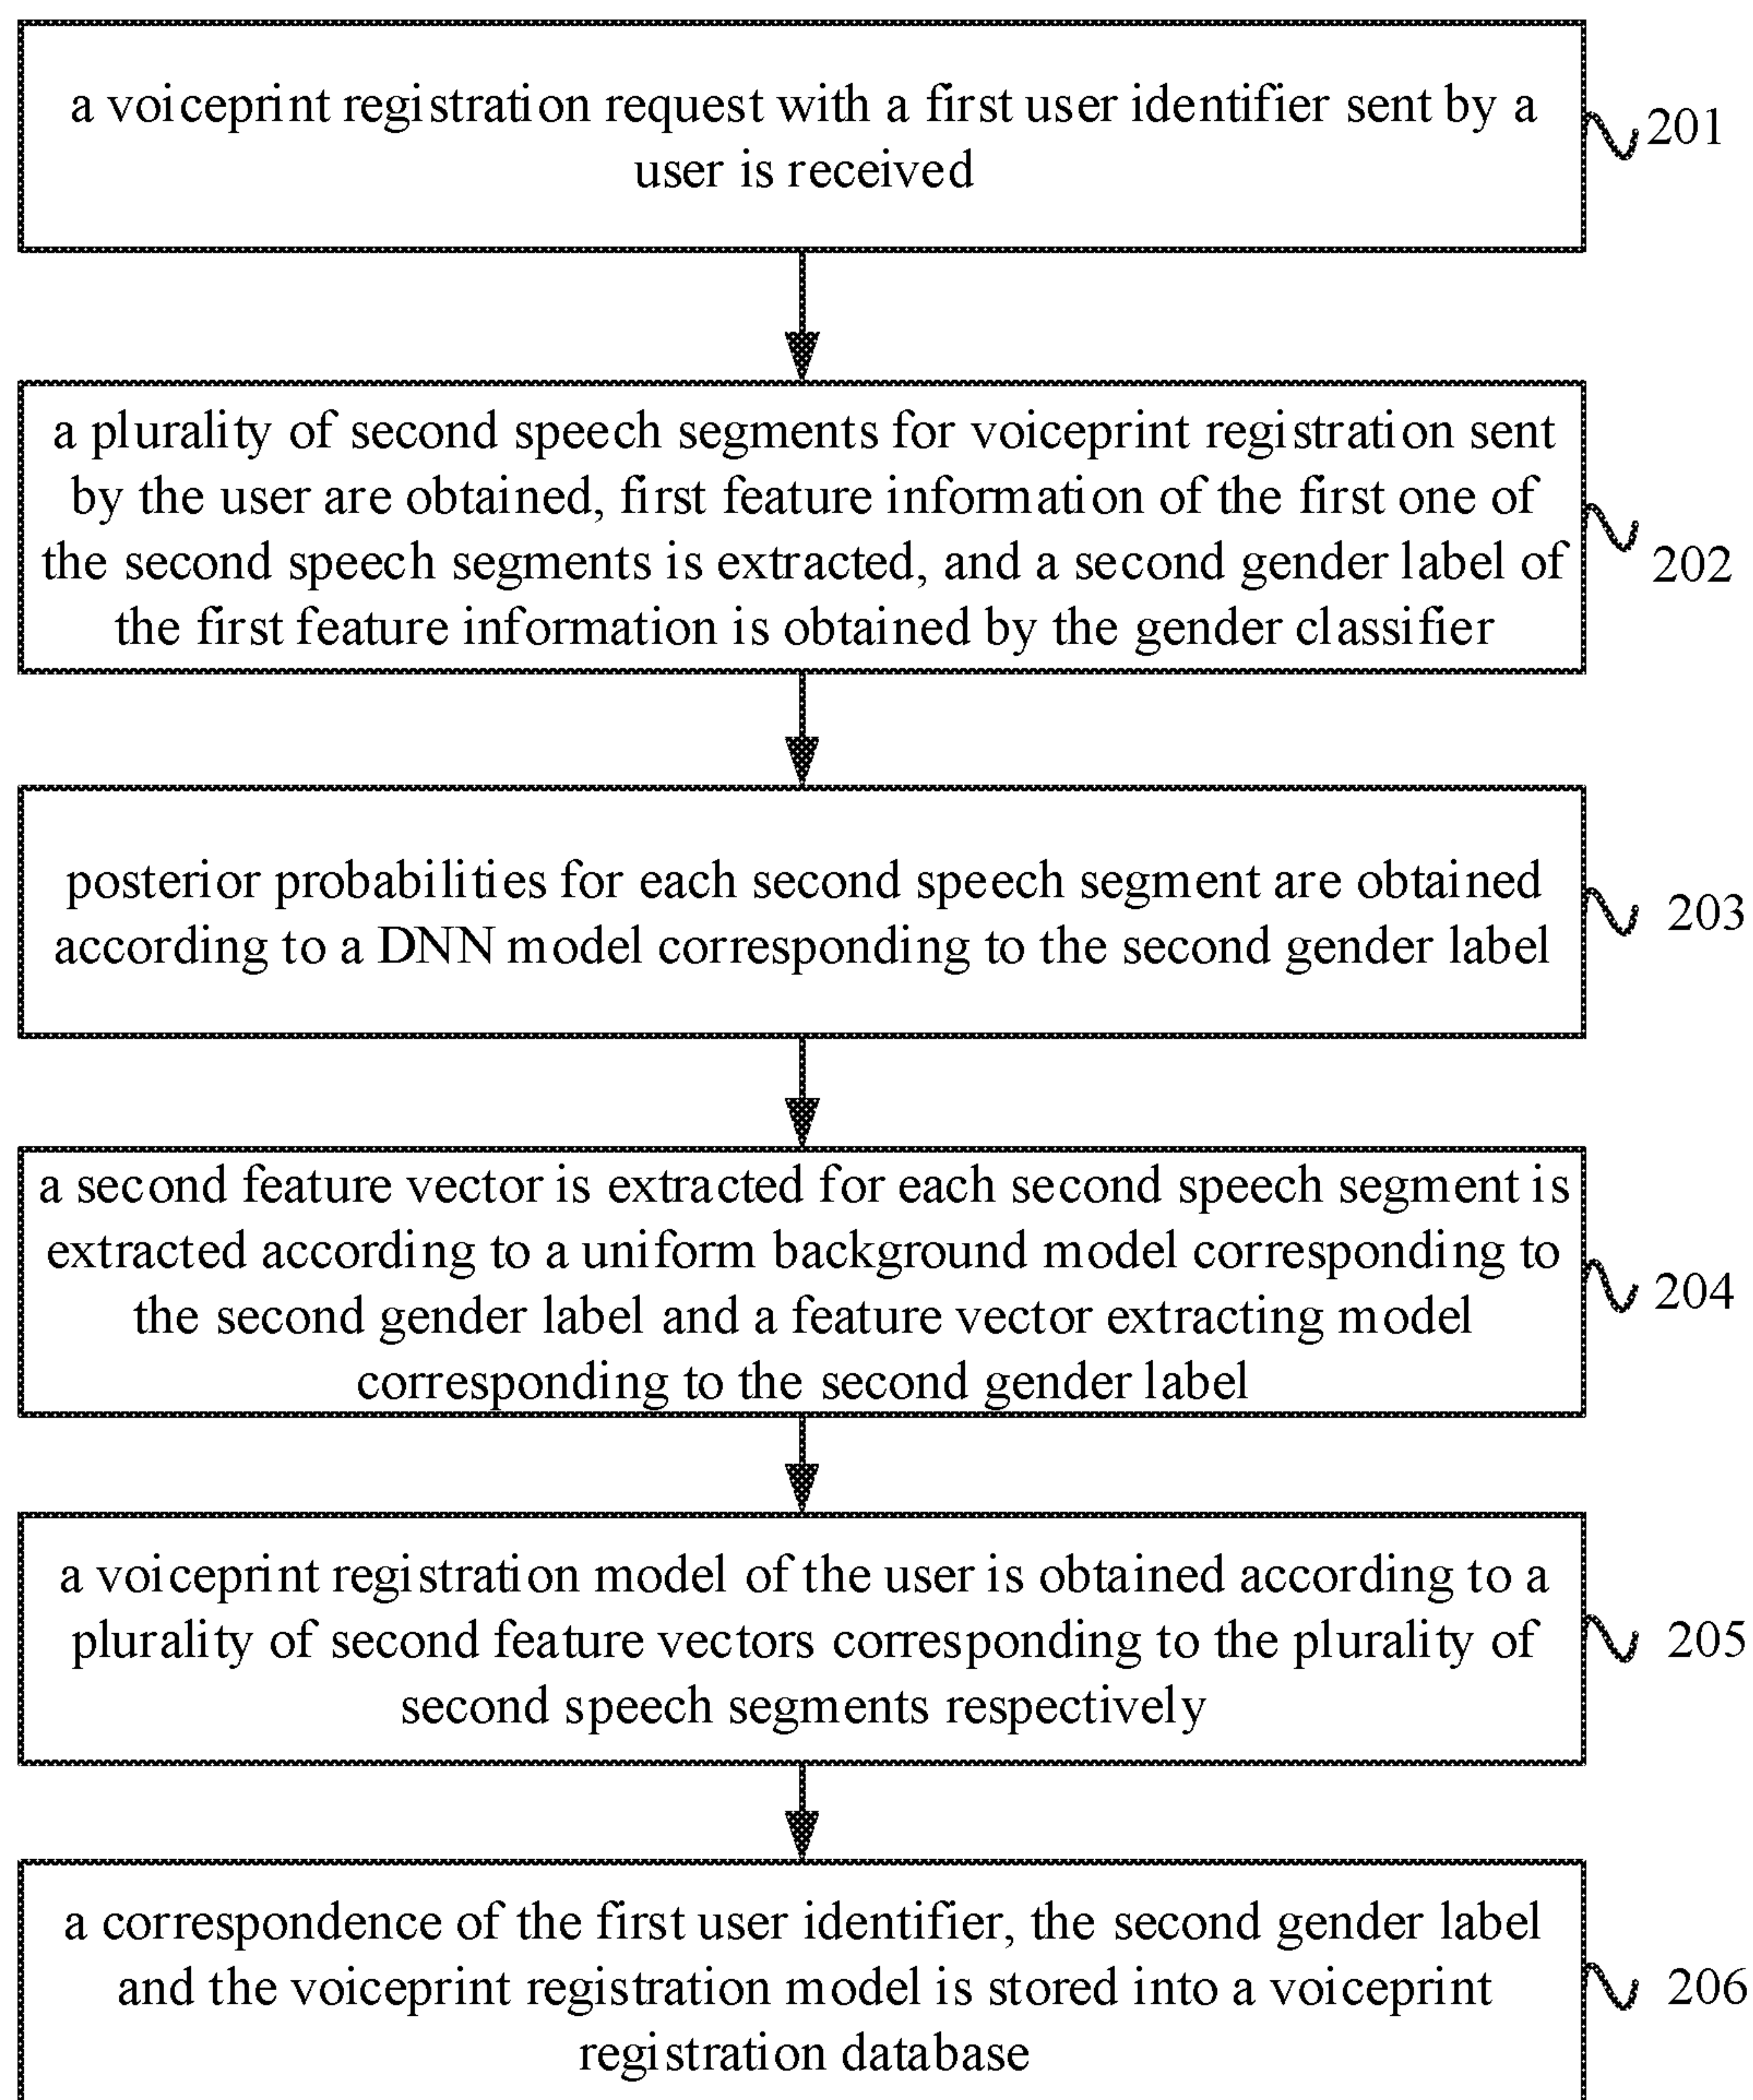 a voiceprint registration request with a first user identifier sent by a
user is received
201
a plurality of second speech segments for voiceprint registration sent
by the user are obtained, first feature information of the first one of
the second speech segments is extracted, and a second gender label of
the first feature information is obtained by the gender classifier
202
posterior probabilities for each second speech segment are obtained
according to a DNN model corresponding to the second gender label
203
a second feature vector is extracted for each second speech segment is
extracted according to a uniform background model corresponding to
the second gender label and a feature vector extracting model
corresponding to the second gender label
204
a voiceprint registration model of the user is obtained according to a
plurality of second feature vectors corresponding to the plurality of
second speech segments respectively
205
a correspondence of the first user identifier, the second gender label
and the voiceprint registration model is stored into a voiceprint
registration database
206